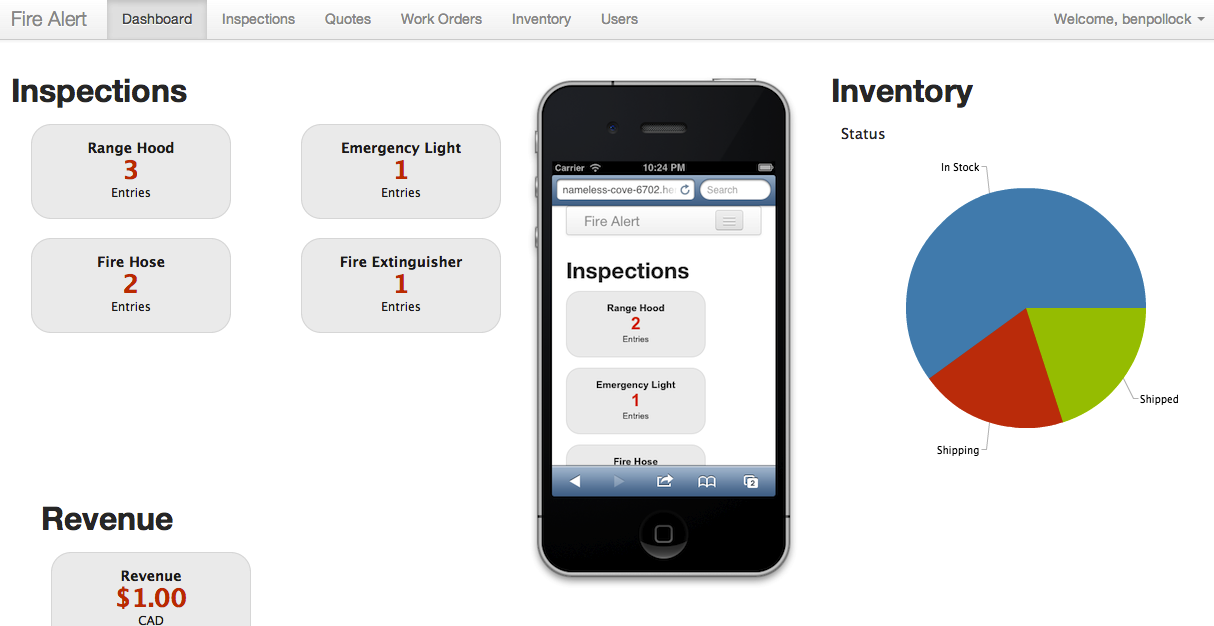 Fire Alert Dashboard Inspections Quotes Work Orders Inventory Users Welcome, benpollock
Inspections
Range Hood
3
Entries
Emergency Light
1
Entries
Fire Hose
2
Entries
Fire Extinguisher
1
Entries
Revenue
Revenue
$1.00
CAD
Carrier 10:24 PM
nameless-cove-6702.he Search
Fire Alert
Inspections
Range Hood
2
Entries
Emergency Light
1
Entries
Fire Hose
2
Inventory
Status
In Stock
Shipped
Shipping